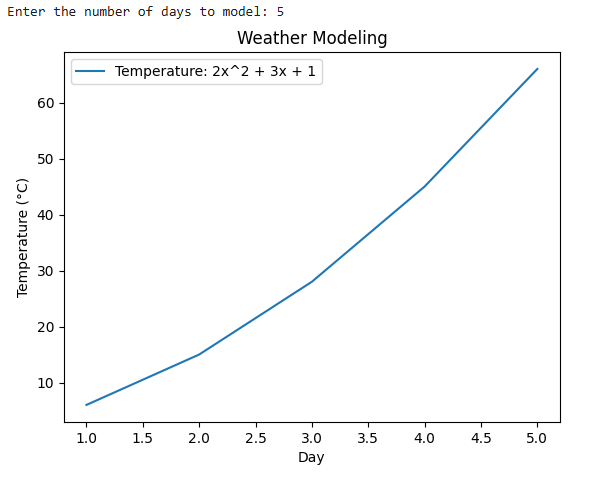 Enter the number of days to model: 5
Weather Modeling
Temperature: 2x^2 + 3x + 1
60
50
40
30
20
10
Temperature (°C)
1.0 1.5 2.0 2.5 3.0 3.5 4.0 4.5 5.0
Day